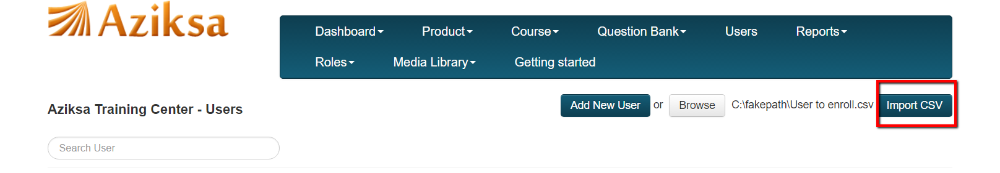 Aziksa
Dashboard Product Course Question Bank Users Reports
Roles Media Library Getting started
Aziksa Training Center - Users
Add New User or Browse C:\fakepath\User to enroll.csv Import CSV
Search User